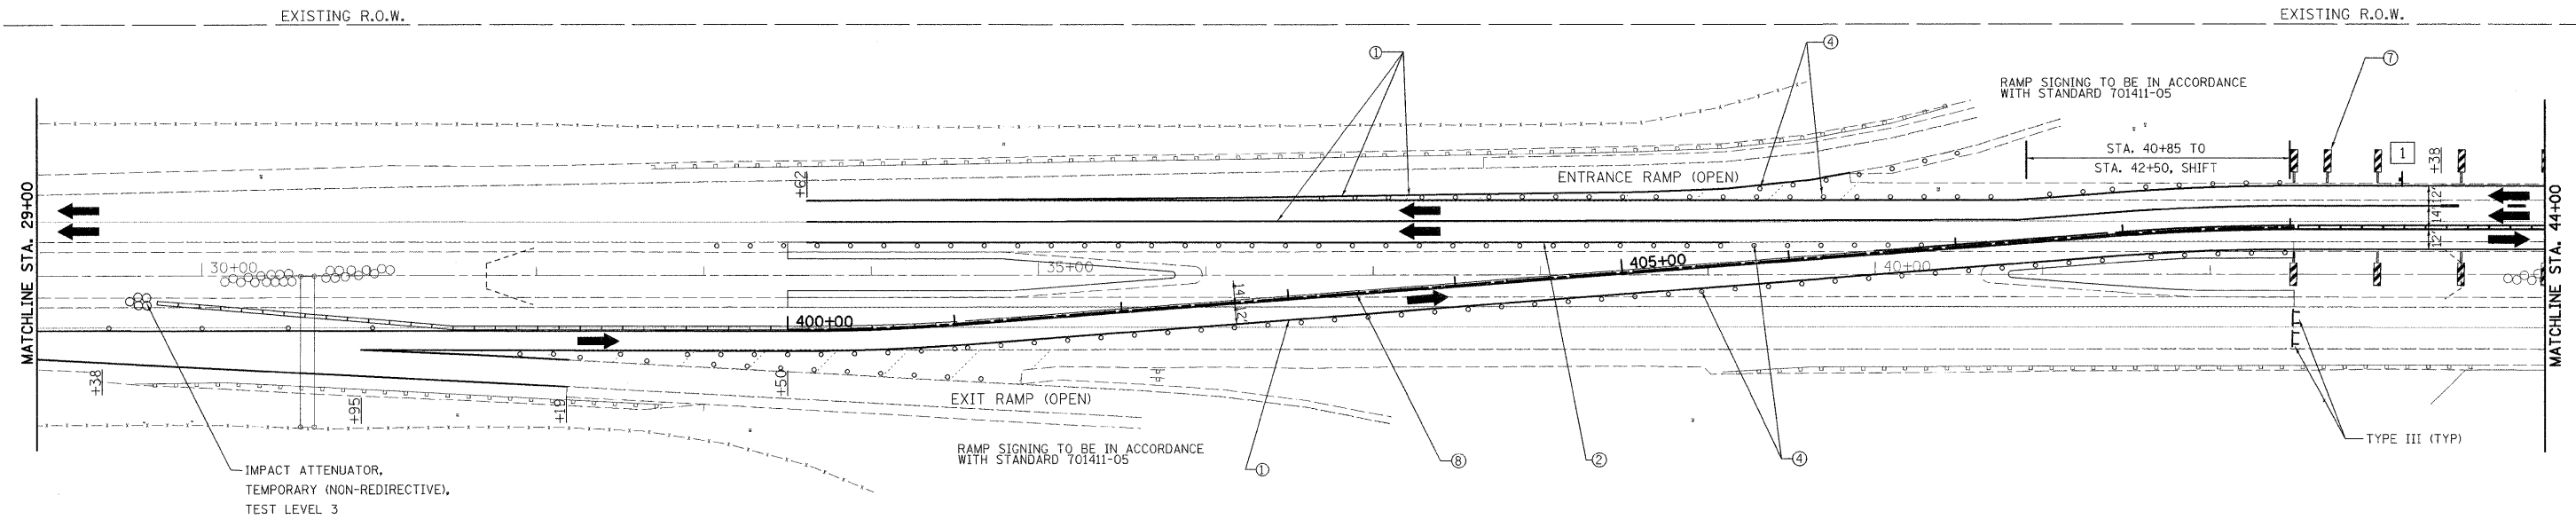 EXISTING R.O.W.
EXISTING R.O.W.
1
4
7
RAMP SIGNING TO BE IN ACCORDANCE
WITH STANDARD 701411-05
STA. 40+85 TO
STA. 42+50, SHIFT
1
+38
ENTRANCE RAMP (OPEN)
+62
12'
14'
12'
MATCHLINE STA. 29+00
MATCHLINE STA. 44+00
30+00
35+00
405+00
40+00
400+00
14'
12'
+38
+95
+19
+50
EXIT RAMP (OPEN)
RAMP SIGNING TO BE IN ACCORDANCE
WITH STANDARD 701411-05
1
8
2
4
TYPE III (TYP)
IMPACT ATTENUATOR,
TEMPORARY (NON-REDIRECTIVE),
TEST LEVEL 3